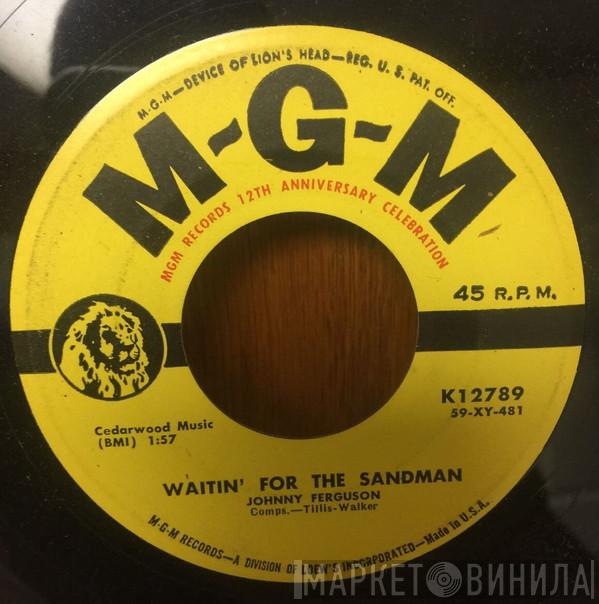 M-G-M—DEVICE OF LION'S HEAD—REG. U. S. PAT. OFF.
M-G-M
MGM RECORDS 12TH ANNIVERSARY CELEBRATION
45 R.P.M.
K12789
59-XY-481
Cedarwood Music
(BMI) 1:57
WAITIN' FOR THE SANDMAN
JOHNNY FERGUSON
Comps.—Tillis-Walker
M-G-M RECORDS—A DIVISION OF LOEW'S INCORPORATED—Made in U.S.A.
МАРКЕТ ВИНИЛА